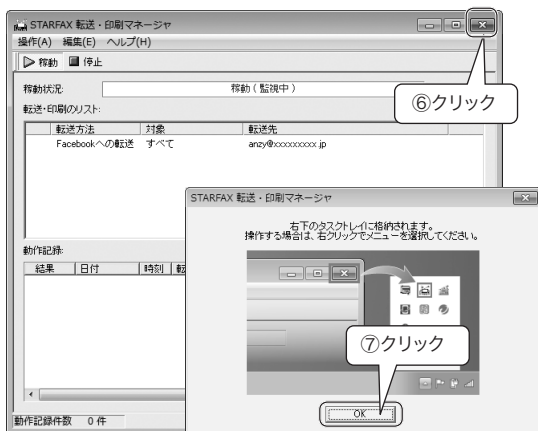 STARFAX 転送・印刷マネージャ
操作(A) 編集(E) ヘルプ(H)
稼動 停止
稼動状況: 稼動 ( 監視中 )
⑥クリック
転送・印刷のリスト:
転送方法 対象 転送先
Facebookへの転送 すべて anzy@xxxxxxxxx.jp
STARFAX 転送・印刷マネージャ
右下のタスクトレイに格納されます。
操作する場合は、右クリックでメニューを選択してください。
動作記録:
結果 日付 時刻 転
⑦クリック
OK
動作記録件数 0 件